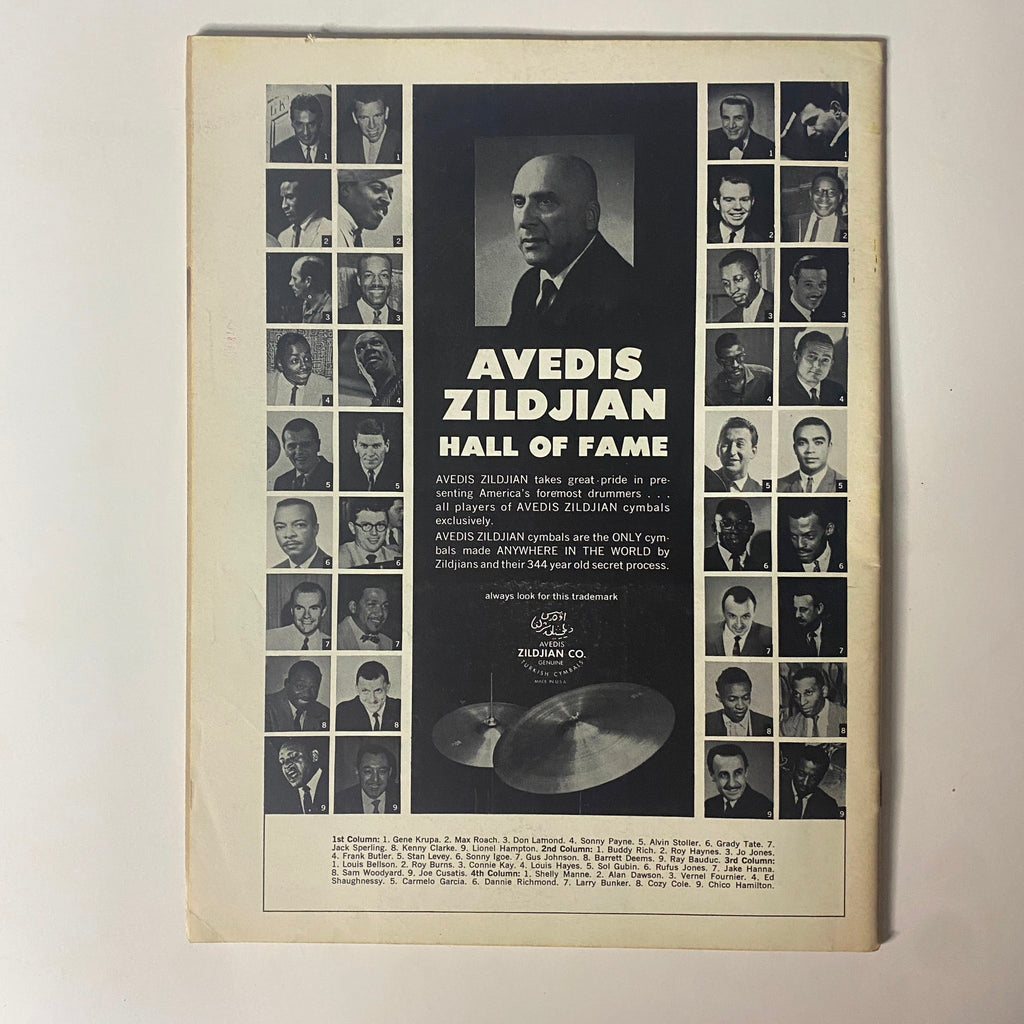 AVEDIS
ZILDJIAN
HALL OF FAME
AVEDIS ZILDJIAN takes great pride in pre-
senting America's foremost drummers . . .
all players of AVEDIS ZILDJIAN cymbals
exclusively.
AVEDIS ZILDJIAN cymbals are the ONLY cym-
bals made ANYWHERE IN THE WORLD by
Zildjians and their 344 year old secret process.
always look for this trademark
AVEDIS
ZILDJIAN CO.
GENUINE
TURKISH CYMBALS
MADE IN U.S.A.
1st Column: 1. Gene Krupa. 2. Max Roach. 3. Don Lamond. 4. Sonny Payne. 5. Alvin Stoller. 6. Grady Tate. 7.
Jack Sperling. 8. Kenny Clarke. 9. Lionel Hampton. 2nd Column: 1. Buddy Rich. 2. Roy Haynes. 3. Jo Jones.
4. Frank Butler. 5. Stan Levey. 6. Sonny Igoe. 7. Gus Johnson. 8. Barrett Deems. 9. Ray Bauduc. 3rd Column:
1. Louis Bellson. 2. Roy Burns. 3. Connie Kay. 4. Louis Hayes. 5. Sol Gubin. 6. Rufus Jones. 7. Jake Hanna.
8. Sam Woodyard. 9. Joe Cusatis. 4th Column: 1. Shelly Manne. 2. Alan Dawson. 3. Vernel Fournier. 4. Ed
Shaughnessy. 5. Carmelo Garcia. 6. Dannie Richmond. 7. Larry Bunker. 8. Cozy Cole. 9. Chico Hamilton.